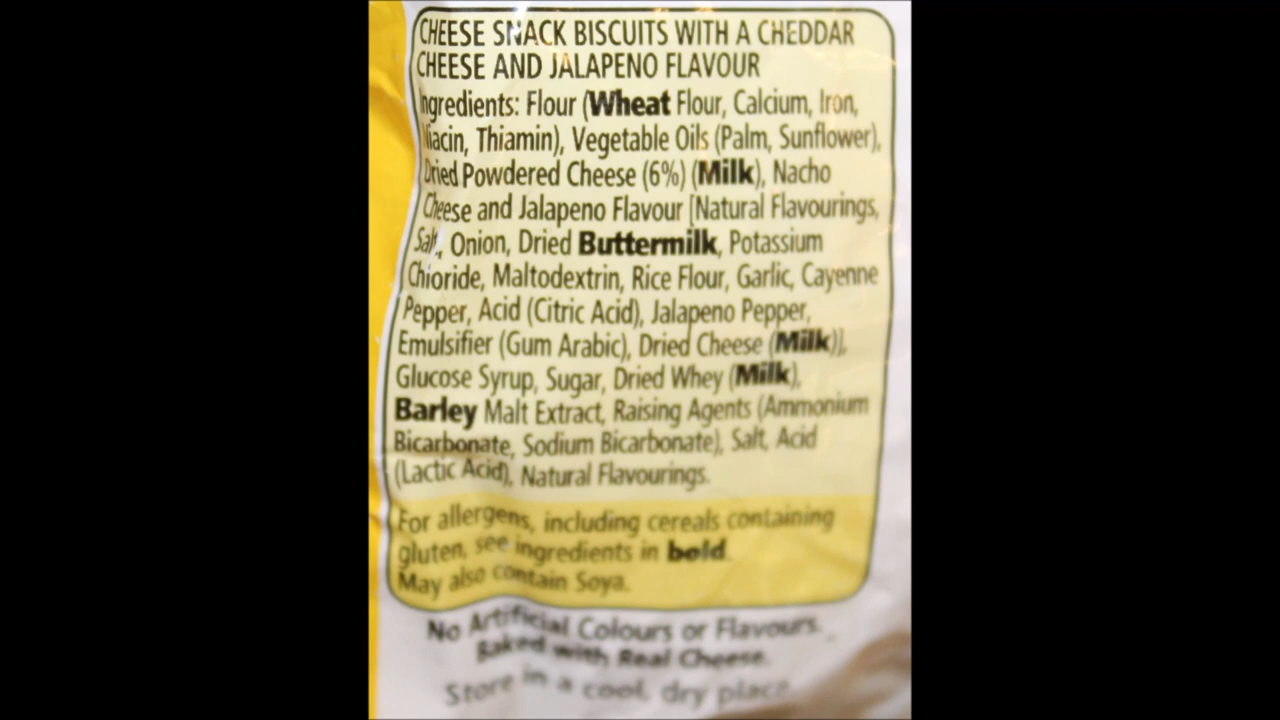 CHEESE SNACK BISCUITS WITH A CHEDDAR
CHEESE AND JALAPENO FLAVOUR
Ingredients: Flour (Wheat Flour, Calcium, Iron,
Niacin, Thiamin), Vegetable Oils (Palm, Sunflower),
Dried Powdered Cheese (6%) (Milk), Nacho
Cheese and Jalapeno Flavour [Natural Flavourings,
Salt, Onion, Dried Buttermilk, Potassium
Chloride, Maltodextrin, Rice Flour, Garlic, Cayenne
Pepper, Acid (Citric Acid), Jalapeno Pepper,
Emulsifier (Gum Arabic), Dried Cheese (Milk)],
Glucose Syrup, Sugar, Dried Whey (Milk),
Barley Malt Extract, Raising Agents (Ammonium
Bicarbonate, Sodium Bicarbonate), Salt, Acid
(Lactic Acid), Natural Flavourings.
For allergens, including cereals containing
gluten, see ingredients in bold.
May also contain Soya.
No Artificial Colours or Flavours.
Baked with Real Cheese.
Store in a cool, dry place.